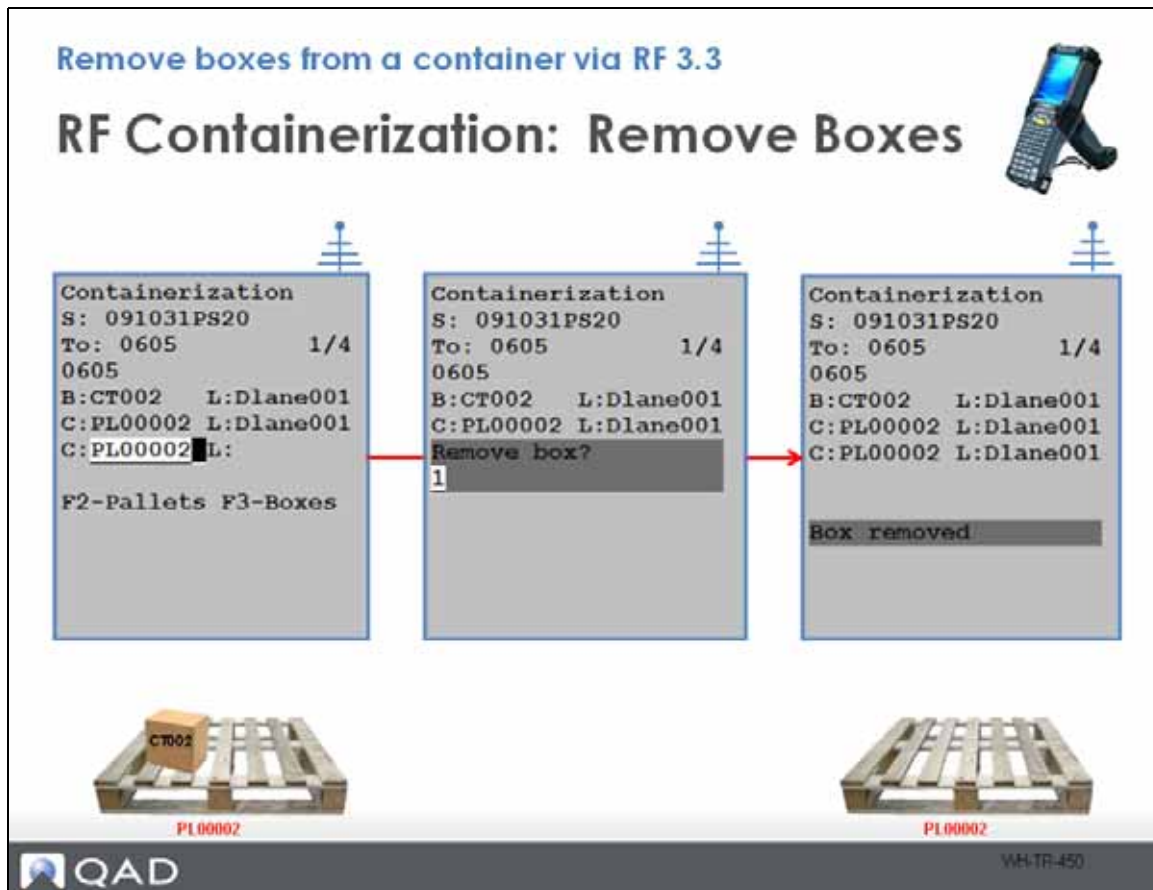 Remove boxes from a container via RF 3.3
RF Containerization: Remove Boxes
Containerization
S: 091031PS20
To: 0605 1/4
0605
B:CT002 L:Dlane001
C:PL00002 L:Dlane001
C:PL00002 L:
F2-Pallets F3-Boxes
Containerization
S: 091031PS20
To: 0605 1/4
0605
B:CT002 L:Dlane001
C:PL00002 L:Dlane001
Remove box?
1
Containerization
S: 091031PS20
To: 0605 1/4
0605
B:CT002 L:Dlane001
C:PL00002 L:Dlane001
C:PL00002 L:Dlane001
Box removed
CT002
PL00002
PL00002
QAD
WH-TR-450